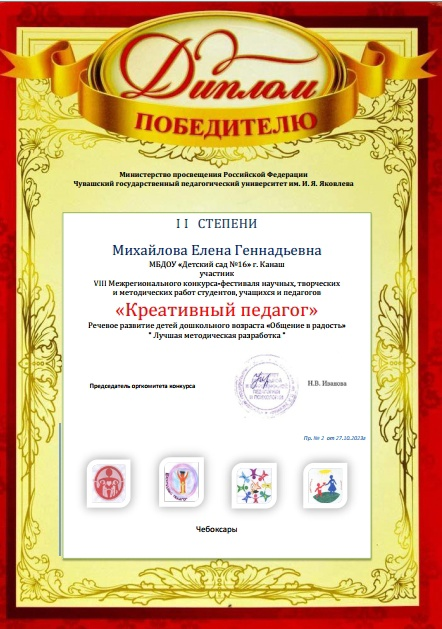 Диплом
ПОБЕДИТЕЛЮ
Министерство просвещения Российской Федерации
Чувашский государственный педагогический университет им. И. Я. Яковлева
II СТЕПЕНИ
Михайлова Елена Геннадьевна
МБДОУ «Детский сад №16» г. Канаш
участник
VIII Межрегионального конкурса-фестиваля научных, творческих
и методических работ студентов, учащихся и педагогов
«Креативный педагог»
Речевое развитие детей дошкольного возраста «Общение в радость»
" Лучшая методическая разработка "
Председатель оргкомитета конкурса
Н.В. Иванова
Пр. № 2 от 27.10.2023г
Чебоксары